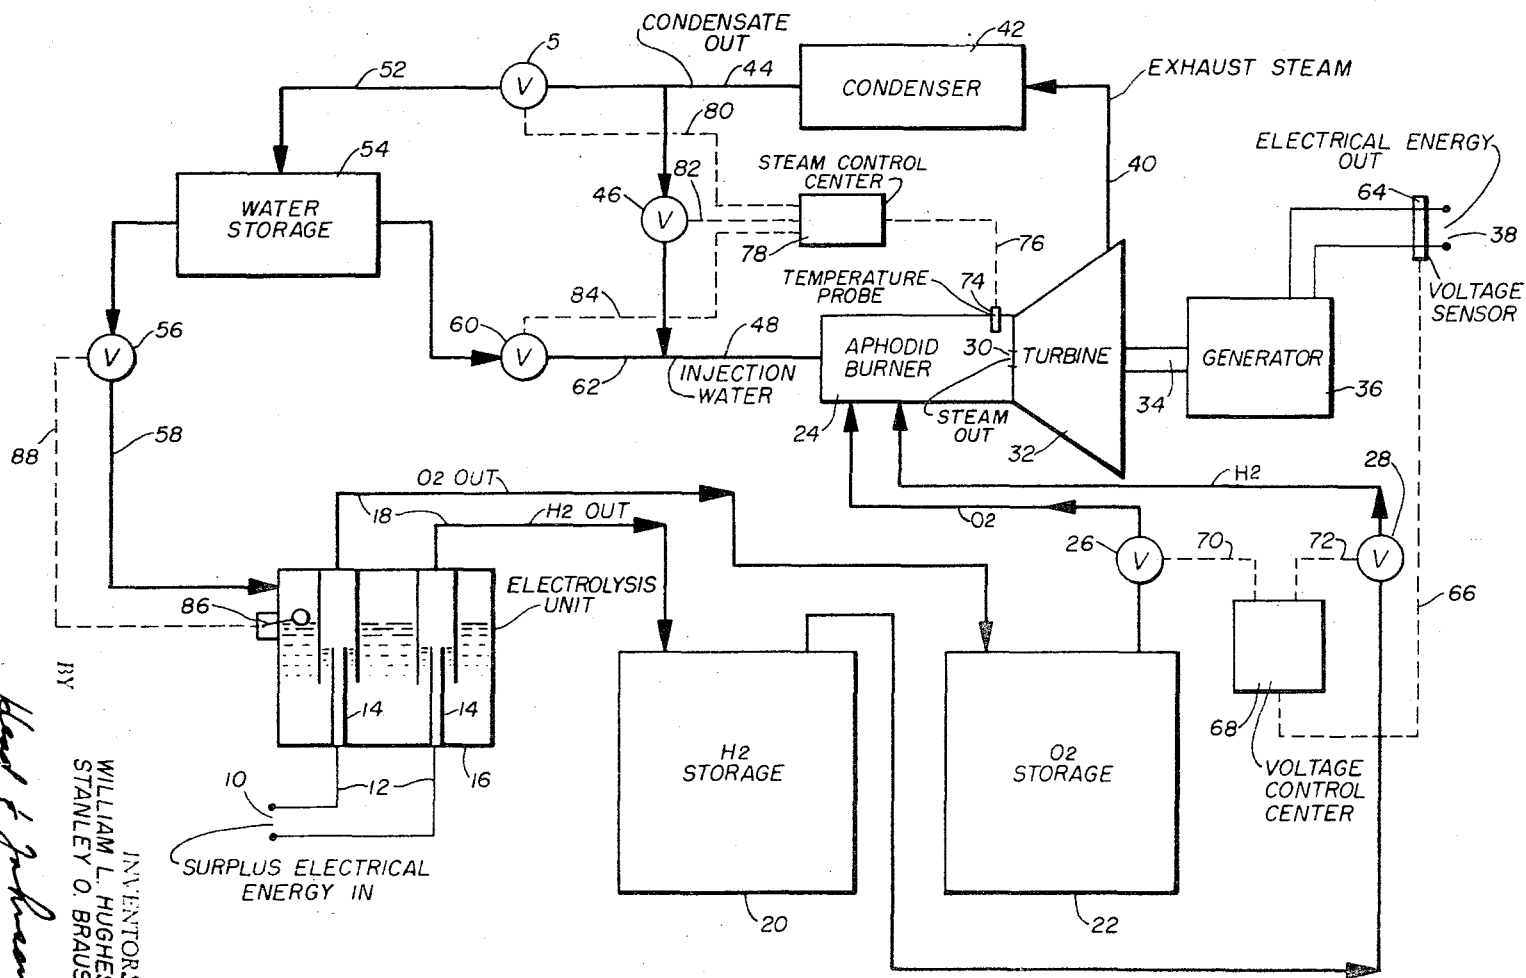 CONDENSATE
OUT
5
42
52
44
CONDENSER
EXHAUST STEAM
V
80
ELECTRICAL ENERGY
OUT
54
STEAM CONTROL
CENTER
82
40
64
WATER
STORAGE
46
V
78
76
38
TEMPERATURE
PROBE
74
VOLTAGE
SENSOR
84
60
56
V
V
48
APHODID
BURNER
30
TURBINE
GENERATOR
62
INJECTION
WATER
34
36
24
STEAM
OUT
32
88
58
O2 OUT
H2
28
18
H2 OUT
O2
26
V
70
72
V
ELECTROLYSIS
UNIT
86
66
14
14
68
H2
STORAGE
O2
STORAGE
10
12
16
VOLTAGE
CONTROL
CENTER
SURPLUS ELECTRICAL
ENERGY IN
20
22
INVENTORS
WILLIAM L. HUGHES
STANLEY O. BRAUS
BY
Head & Johnson